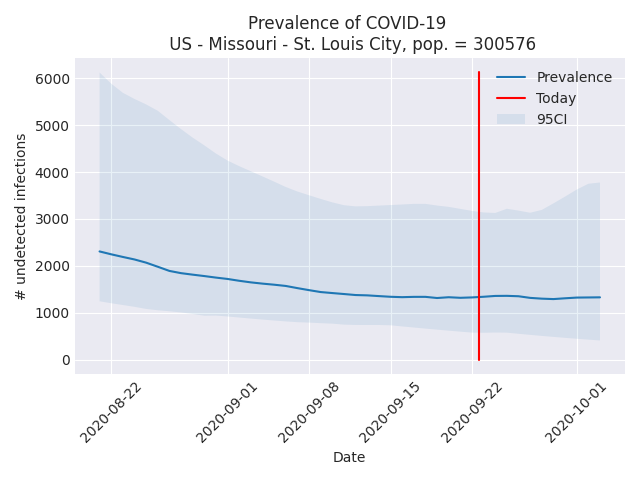 Prevalence of COVID-19
US - Missouri - St. Louis City, pop. = 300576
# undetected infections
6000
5000
4000
3000
2000
1000
0
Prevalence
Today
95CI
2020-08-22
2020-09-01
2020-09-08
2020-09-15
2020-09-22
2020-10-01
Date